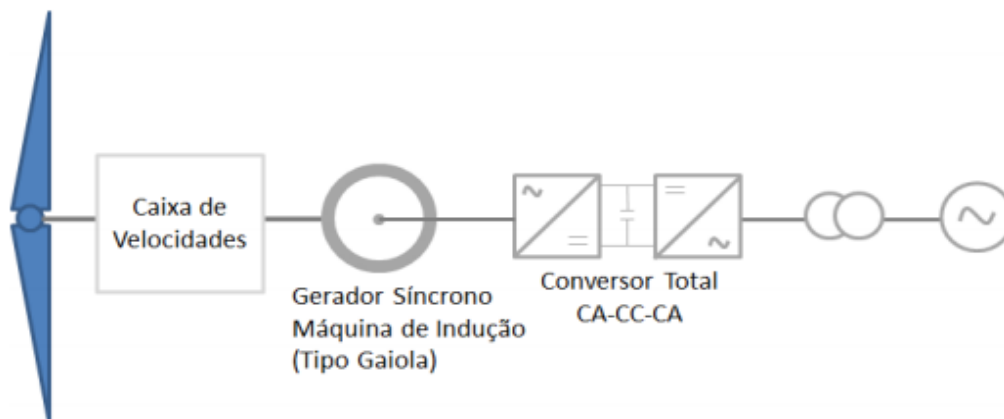 Caixa de
Velocidades
Gerador Síncrono
Máquina de Indução
(Tipo Gaiola)
Conversor Total
CA-CC-CA